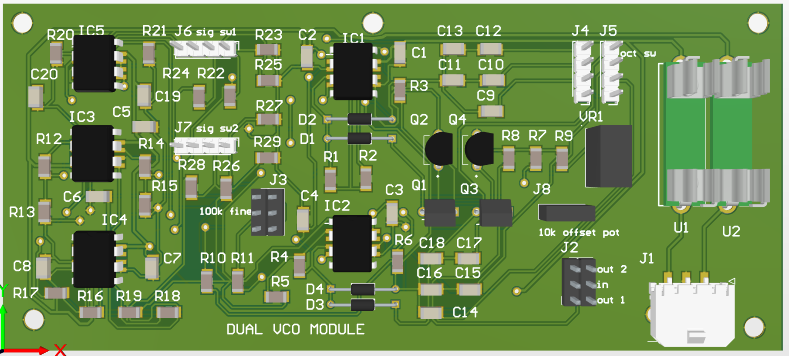 R20
IC5
R21
J6 sig sw1
R23
C2
IC1
C1
C13
C12
J4
J5
oct sw
C20
R24
R22
R25
C19
C11
C10
R3
C9
VR1
IC3
C5
R27
D2
Q2
Q4
J7 sig sw2
D1
R12
R14
R29
R8
R7
R9
R28
R26
R1
R2
R15
J3
Q1
Q3
J8
C6
R13
100k fine
C4
C3
10k offset pot
U1
U2
IC4
IC2
R6
C18
C17
J2
J1
C8
C7
R10
R11
R4
out 2
C16
C15
in
R17
R5
D4
out 1
R16
R19
R18
D3
C14
DUAL VCO MODULE
Y
X